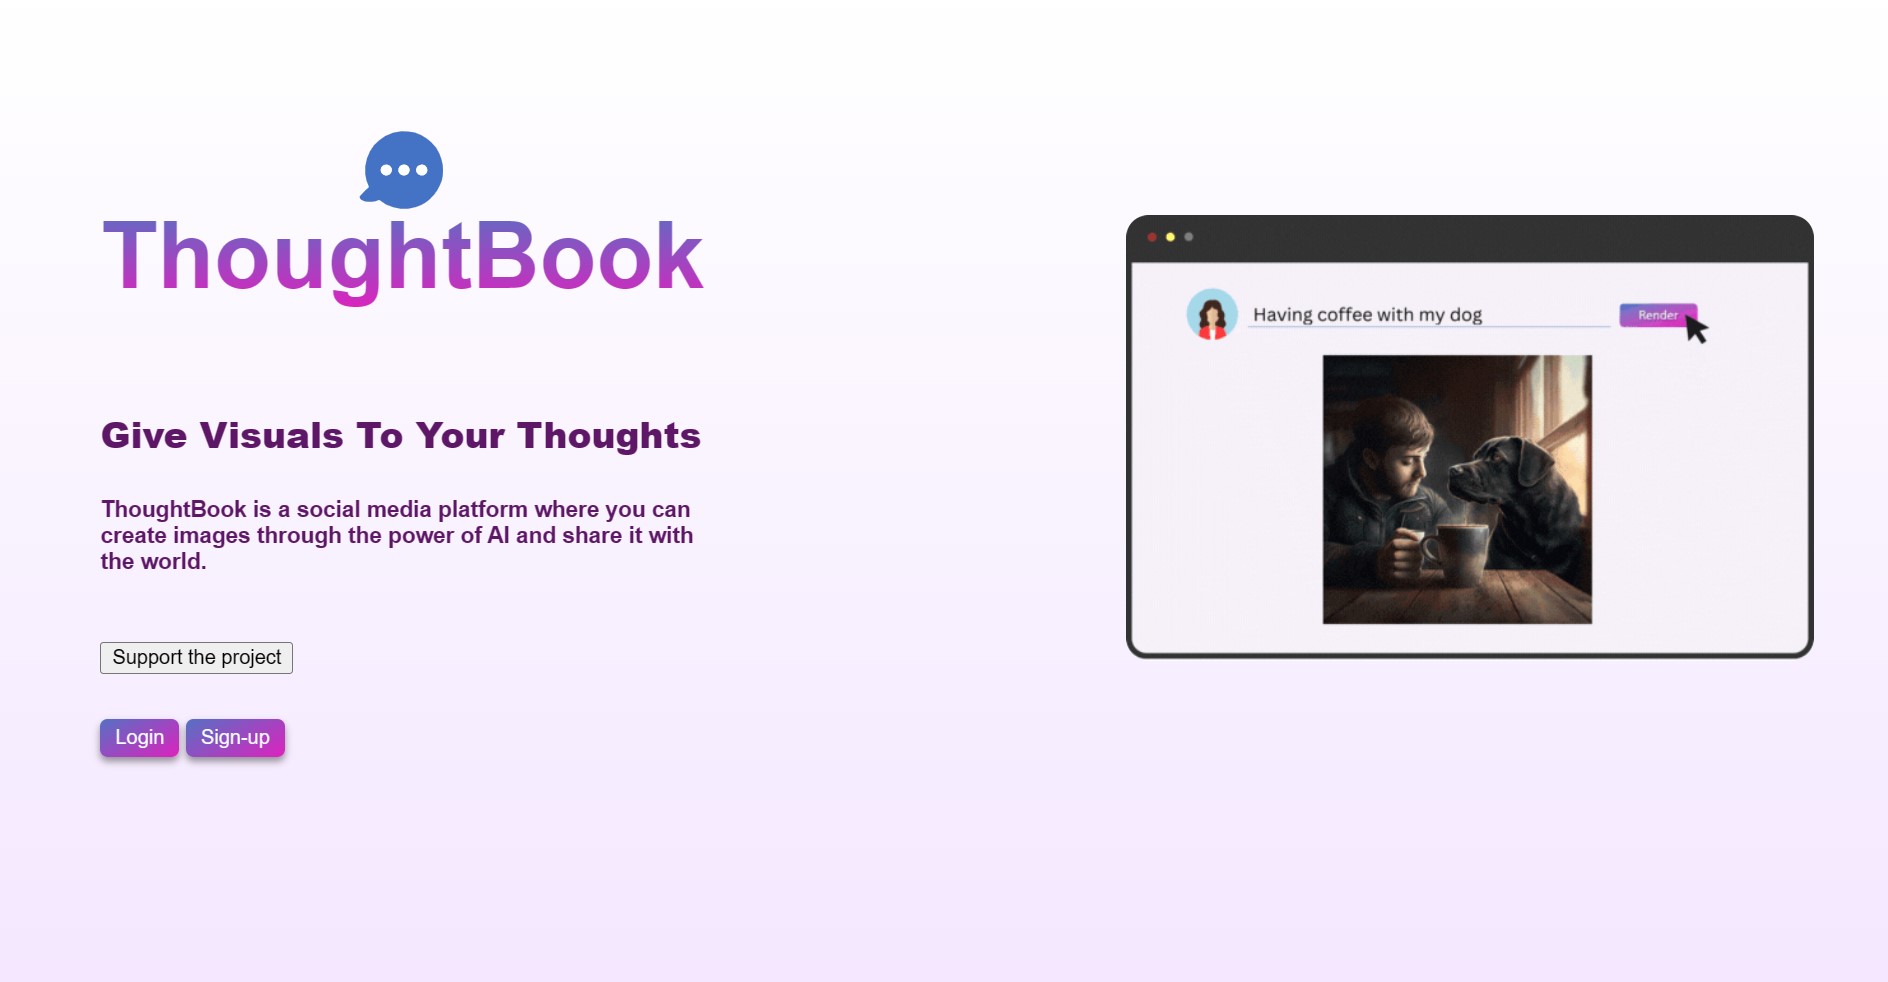 ThoughtBook
Give Visuals To Your Thoughts
ThoughtBook is a social media platform where you can
create images through the power of AI and share it with
the world.
Support the project
Login Sign-up
Having coffee with my dog
Render